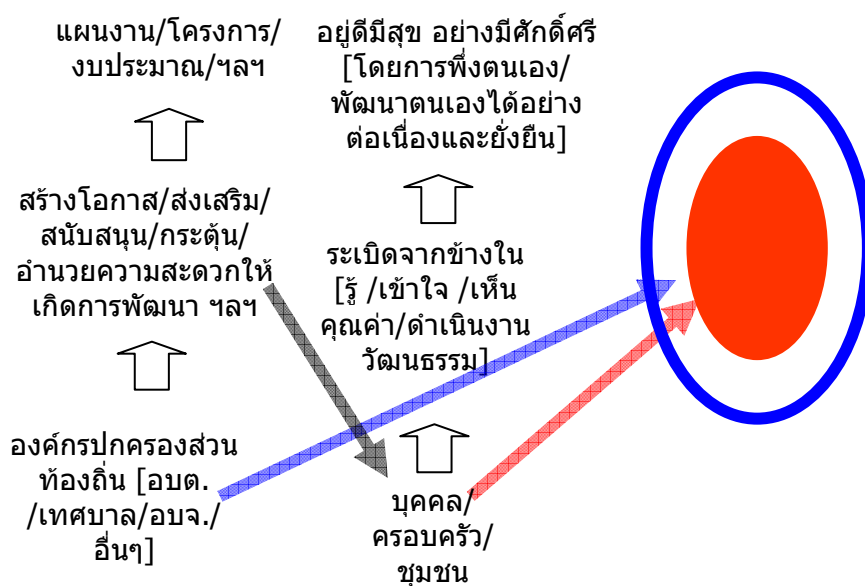 แผนงาน/โครงการ/
งบประมาณ/ฯลฯ
อยู่ดีมีสุข อย่างมีศักดิ์ศรี
[โดยการพึ่งตนเอง/
พัฒนาตนเองได้อย่าง
ต่อเนื่องและยั่งยืน]
สร้างโอกาส/ส่งเสริม/
สนับสนุน/กระตุ้น/
อำนวยความสะดวกให้
เกิดการพัฒนา ฯลฯ
ระเบิดจากข้างใน
[รู้ /เข้าใจ /เห็น
คุณค่า/ดำเนินงาน
วัฒนธรรม]
องค์กรปกครองส่วน
ท้องถิ่น [อบต.
/เทศบาล/อบจ./
อื่นๆ]
บุคคล/
ครอบครัว/
ชุมชน